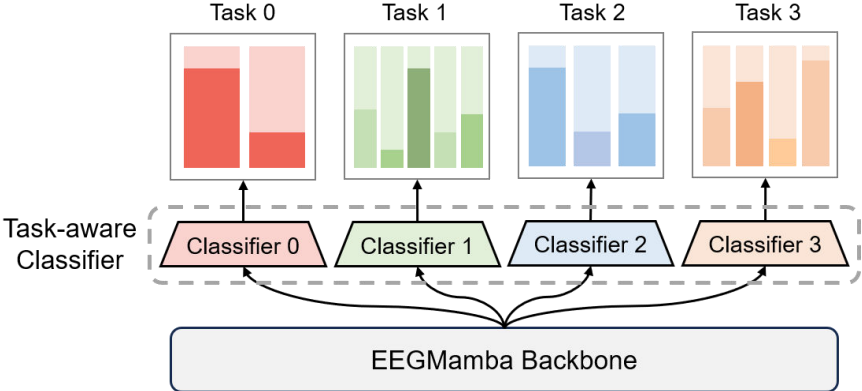 Task 0 Task 1 Task 2 Task 3
Task-aware
Classifier
Classifier 0 Classifier 1 Classifier 2 Classifier 3
EEGMamba Backbone